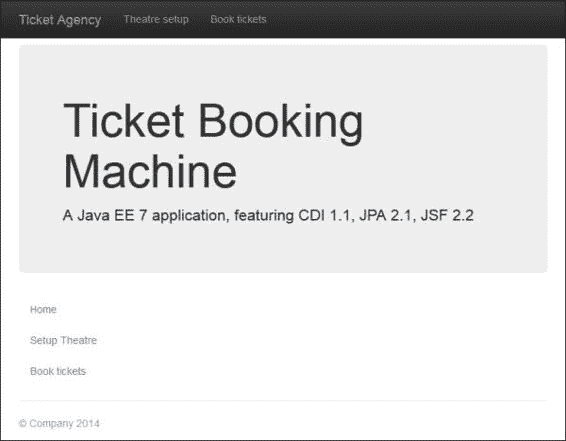 Ticket Agency Theatre setup Book tickets
Ticket Booking
Machine
A Java EE 7 application, featuring CDI 1.1, JPA 2.1, JSF 2.2
Home
Setup Theatre
Book tickets
© Company 2014